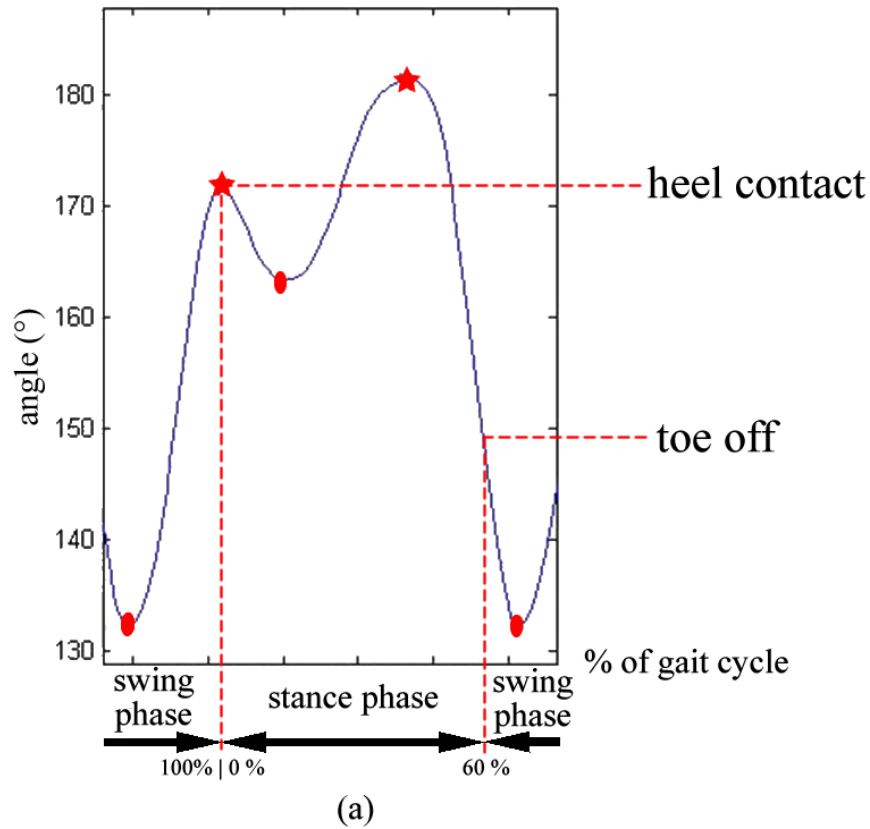 180
170
160
150
140
130
angle (°)
heel contact
toe off
% of gait cycle
swing
phase
stance phase
swing
phase
100% | 0 %
60 %
(a)